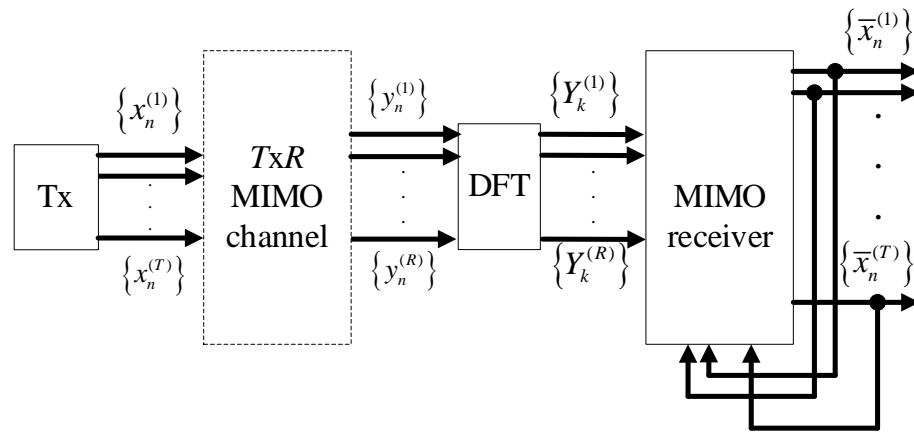 Tx
{x_n^{(1)}}
{x_n^{(T)}}
TxR
MIMO
channel
{y_n^{(1)}}
{y_n^{(R)}}
DFT
{Y_k^{(1)}}
{Y_k^{(R)}}
MIMO
receiver
{x̅_n^{(1)}}
{x̅_n^{(T)}}